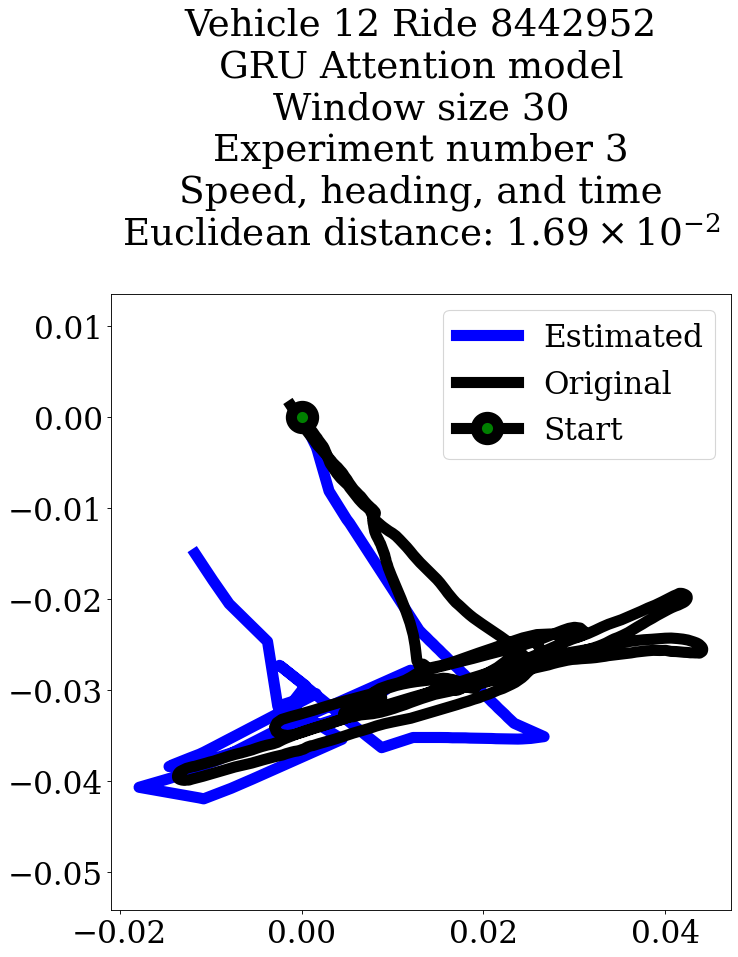 Vehicle 12 Ride 8442952
GRU Attention model
Window size 30
Experiment number 3
Speed, heading, and time
Euclidean distance: 1.69 × 10⁻²
Estimated
Original
Start
0.01
0.00
−0.01
−0.02
−0.03
−0.04
−0.05
−0.02 0.00 0.02 0.04